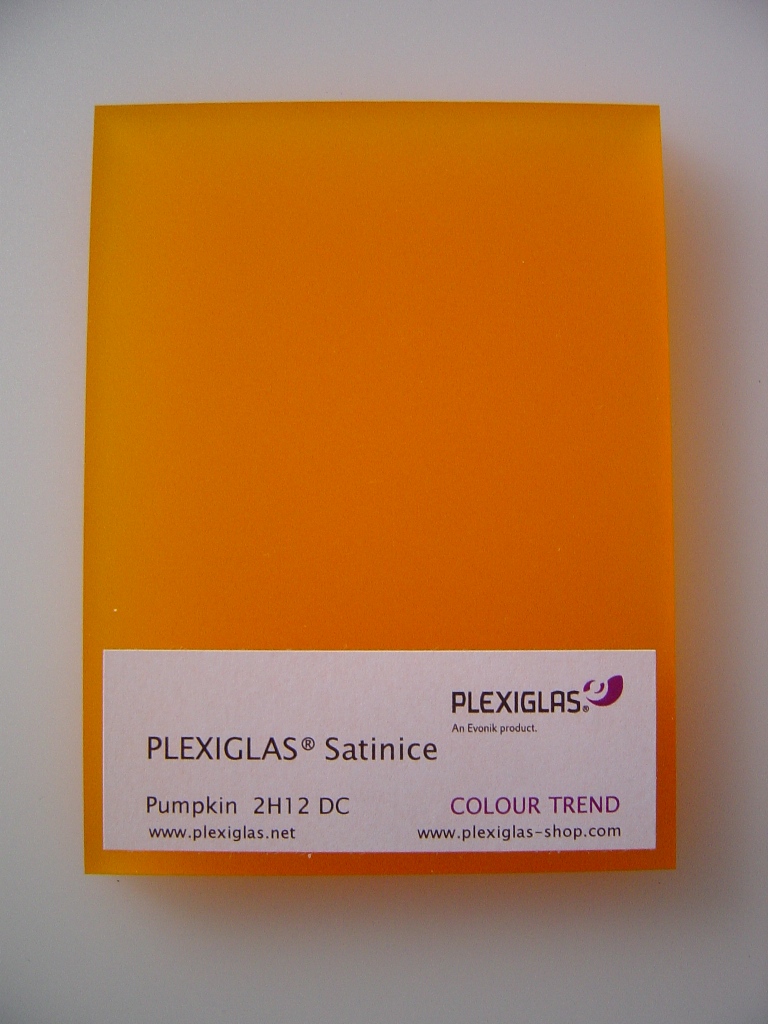 PLEXIGLAS®
An Evonik product.
PLEXIGLAS® Satinice
Pumpkin 2H12 DC COLOUR TREND
www.plexiglas.net www.plexiglas-shop.com